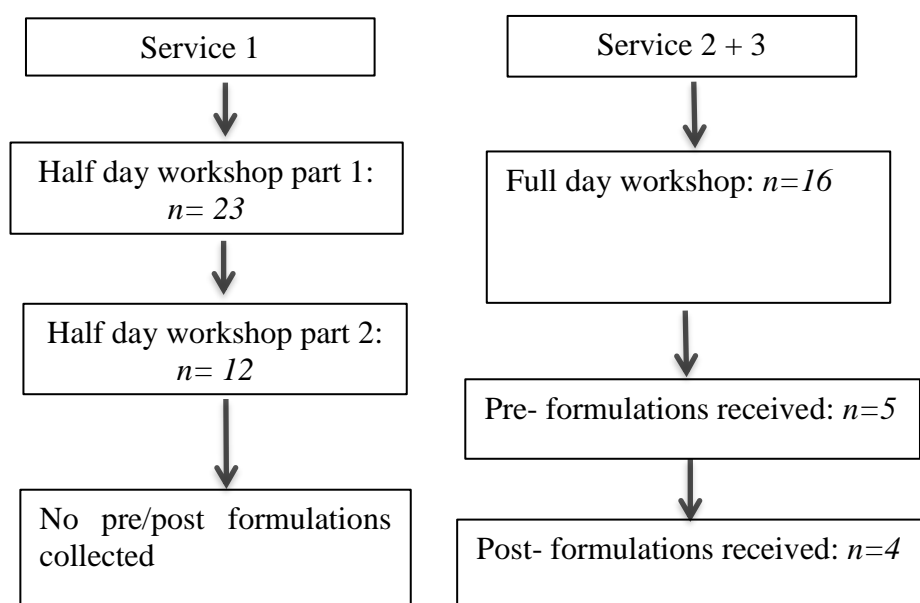 Service 1
Half day workshop part 1:
n= 23
Half day workshop part 2:
n= 12
No pre/post formulations
collected
Service 2 + 3
Full day workshop: n=16
Pre- formulations received: n=5
Post- formulations received: n=4